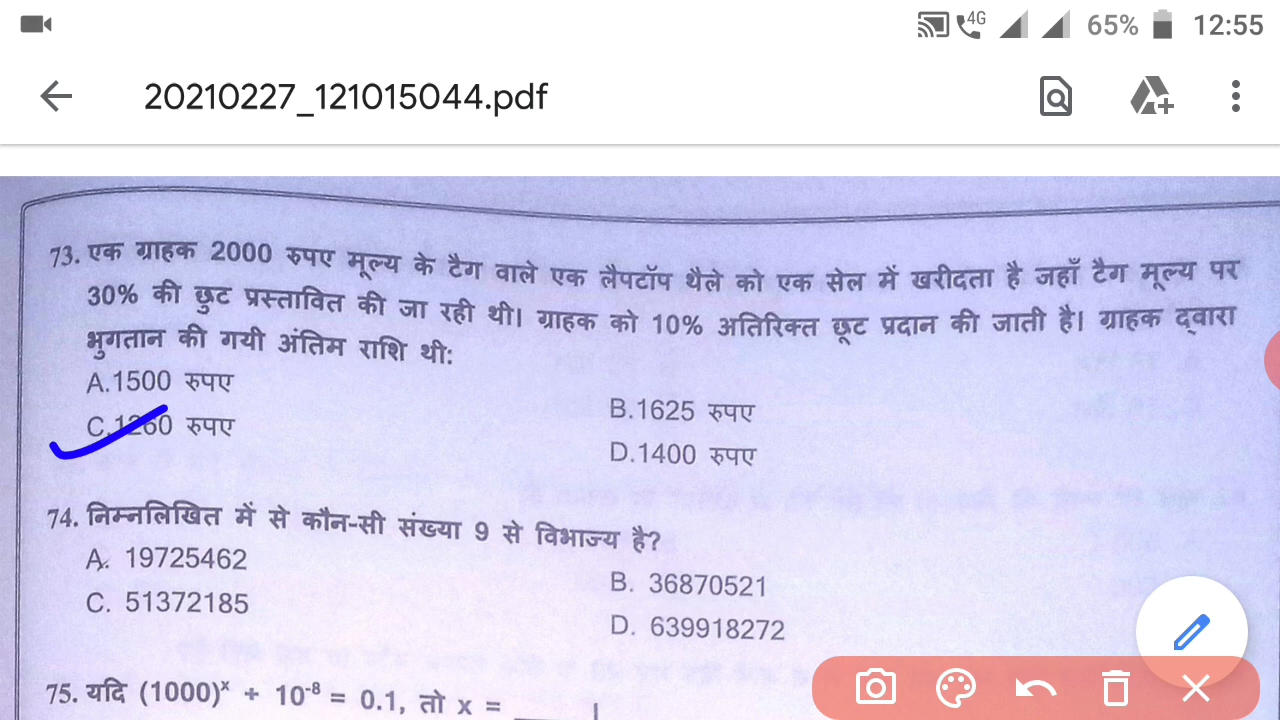 4G 65% 12:55
20210227_121015044.pdf
73. एक ग्राहक 2000 रुपए मूल्य के टैग वाले एक लैपटॉप थैले को एक सेल में खरीदता है जहाँ टैग मूल्य पर
30% की छुट प्रस्तावित की जा रही थी। ग्राहक को 10% अतिरिक्त छूट प्रदान की जाती है। ग्राहक द्वारा
भुगतान की गयी अंतिम राशि थी:
A.1500 रुपए
B.1625 रुपए
C.1260 रुपए
D.1400 रुपए
74. निम्नलिखित में से कौन-सी संख्या 9 से विभाज्य है?
A. 19725462
B. 36870521
C. 51372185
D. 639918272
75. यदि (1000)ˣ + 10⁻⁸ = 0.1, तो x = ____ |